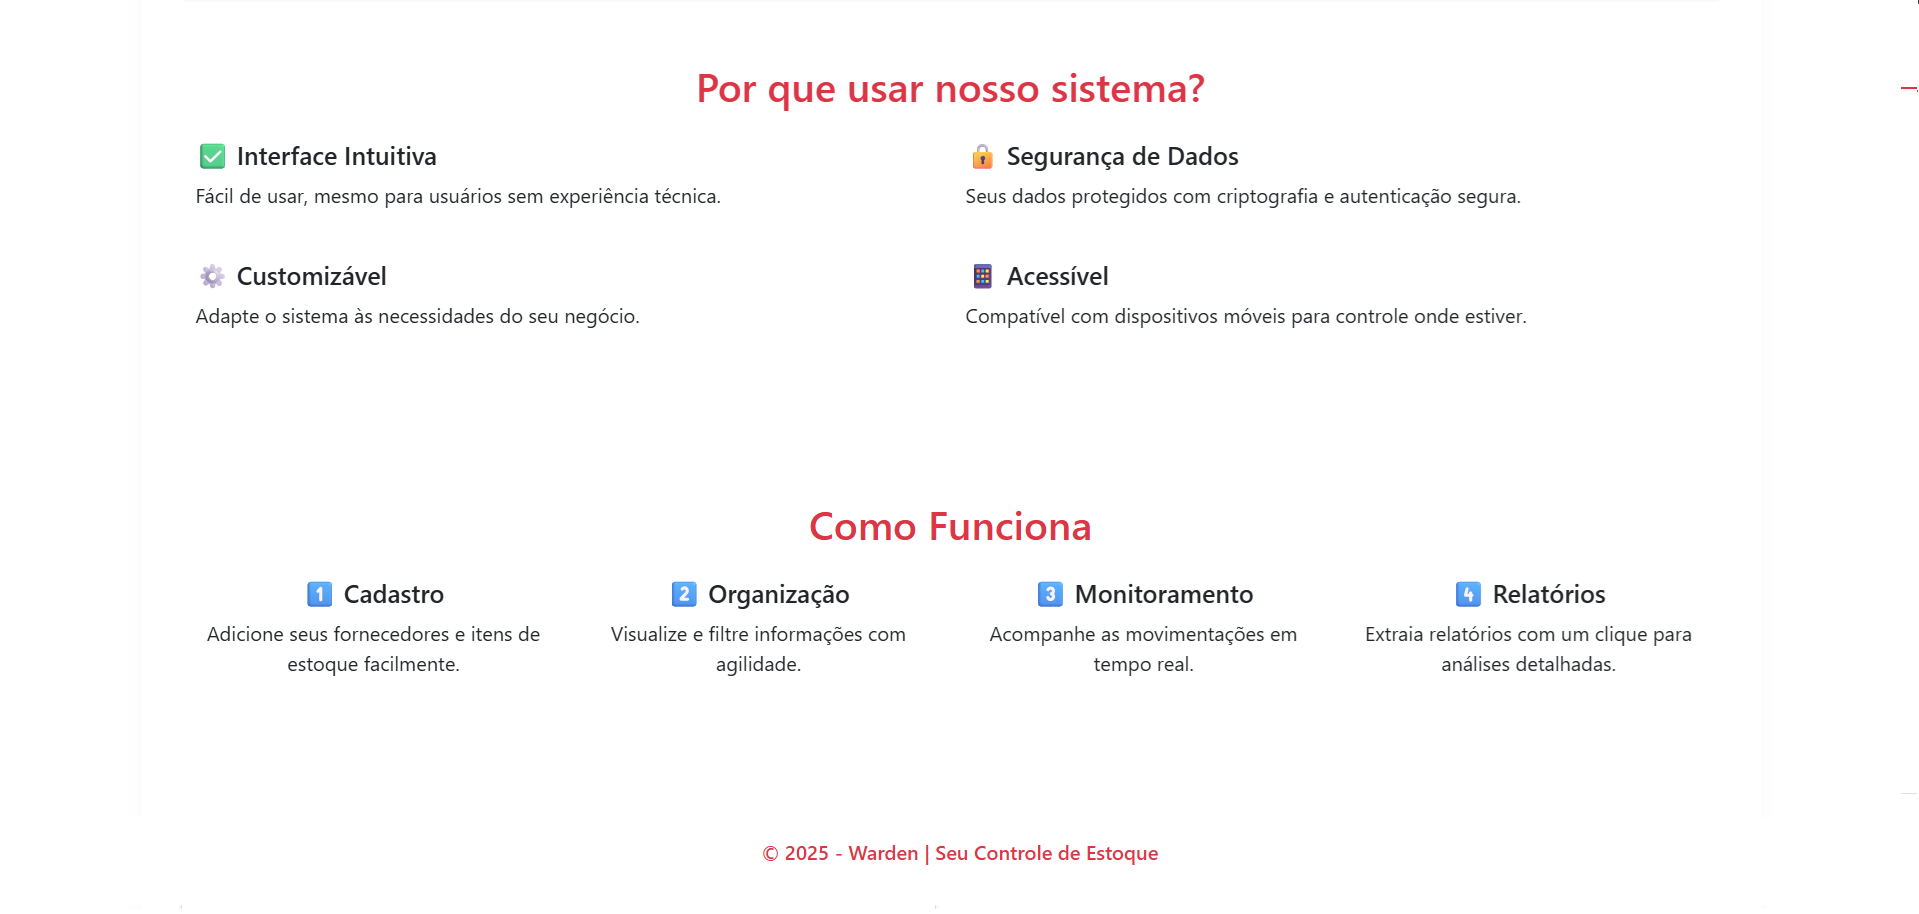 Por que usar nosso sistema?
✅ Interface Intuitiva
Fácil de usar, mesmo para usuários sem experiência técnica.
🔒 Segurança de Dados
Seus dados protegidos com criptografia e autenticação segura.
⚙️ Customizável
Adapte o sistema às necessidades do seu negócio.
📱 Acessível
Compatível com dispositivos móveis para controle onde estiver.
Como Funciona
1️⃣ Cadastro
Adicione seus fornecedores e itens de
estoque facilmente.
2️⃣ Organização
Visualize e filtre informações com
agilidade.
3️⃣ Monitoramento
Acompanhe as movimentações em
tempo real.
4️⃣ Relatórios
Extraia relatórios com um clique para
análises detalhadas.
© 2025 - Warden | Seu Controle de Estoque